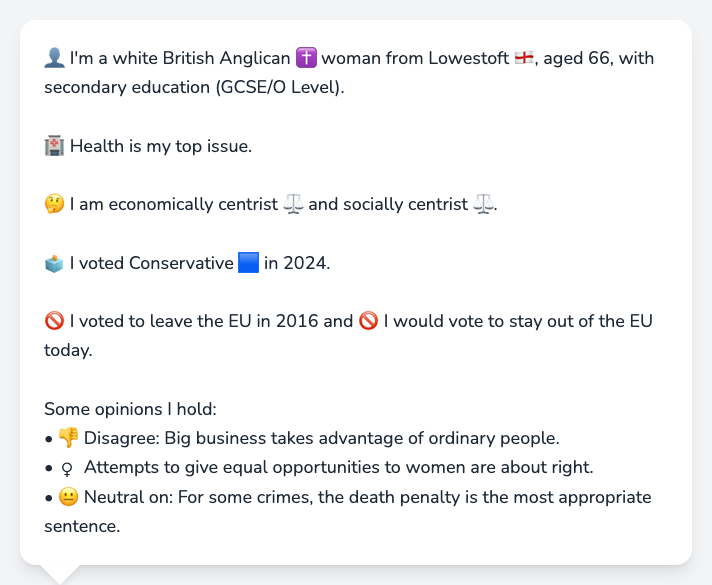 👤 I'm a white British Anglican ✝️ woman from Lowestoft 🏴󠁧󠁢󠁥󠁮󠁧󠁿, aged 66, with
secondary education (GCSE/O Level).
🏥 Health is my top issue.
🤔 I am economically centrist ⚖️ and socially centrist ⚖️.
🗳️ I voted Conservative 🟦 in 2024.
🚫 I voted to leave the EU in 2016 and 🚫 I would vote to stay out of the EU
today.
Some opinions I hold:
• 👎 Disagree: Big business takes advantage of ordinary people.
• ♀ Attempts to give equal opportunities to women are about right.
• 😐 Neutral on: For some crimes, the death penalty is the most appropriate
sentence.